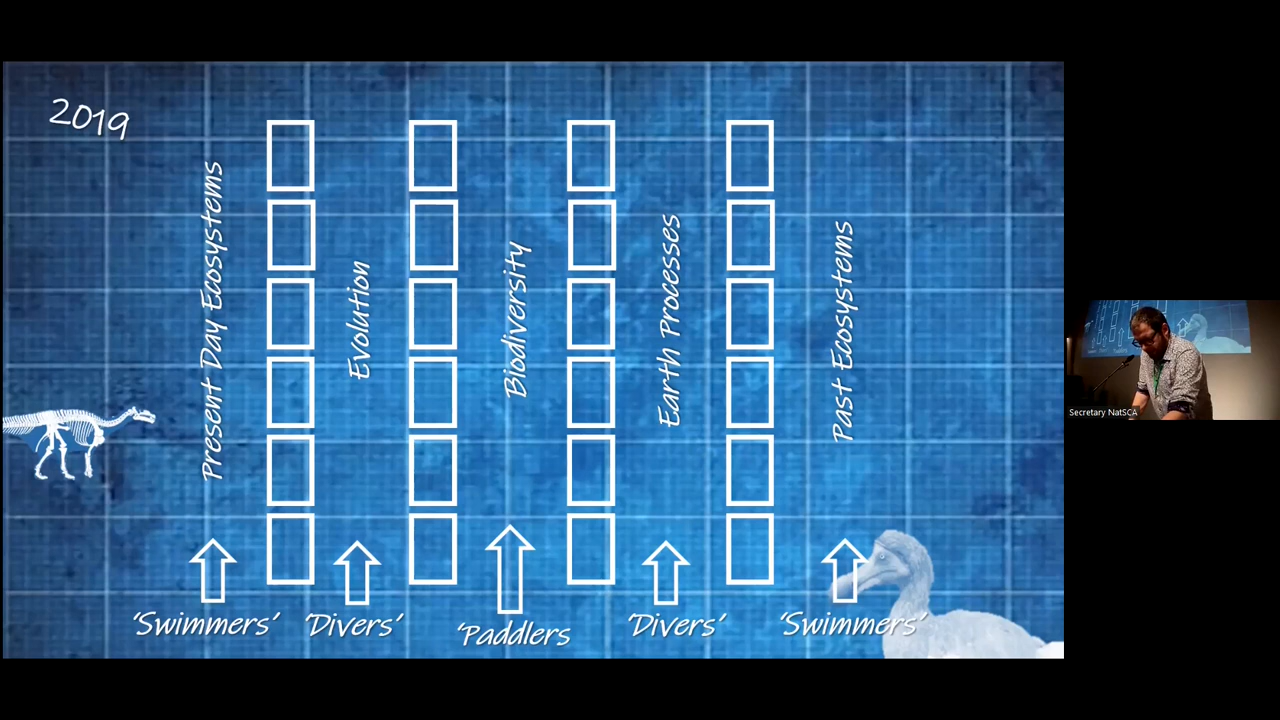 2019
Present Day Ecosystems
Evolution
Biodiversity
Earth Processes
Past Ecosystems
'Swimmers'
'Divers'
'Paddlers
'Divers'
'Swimmers'
Secretary NatSCA